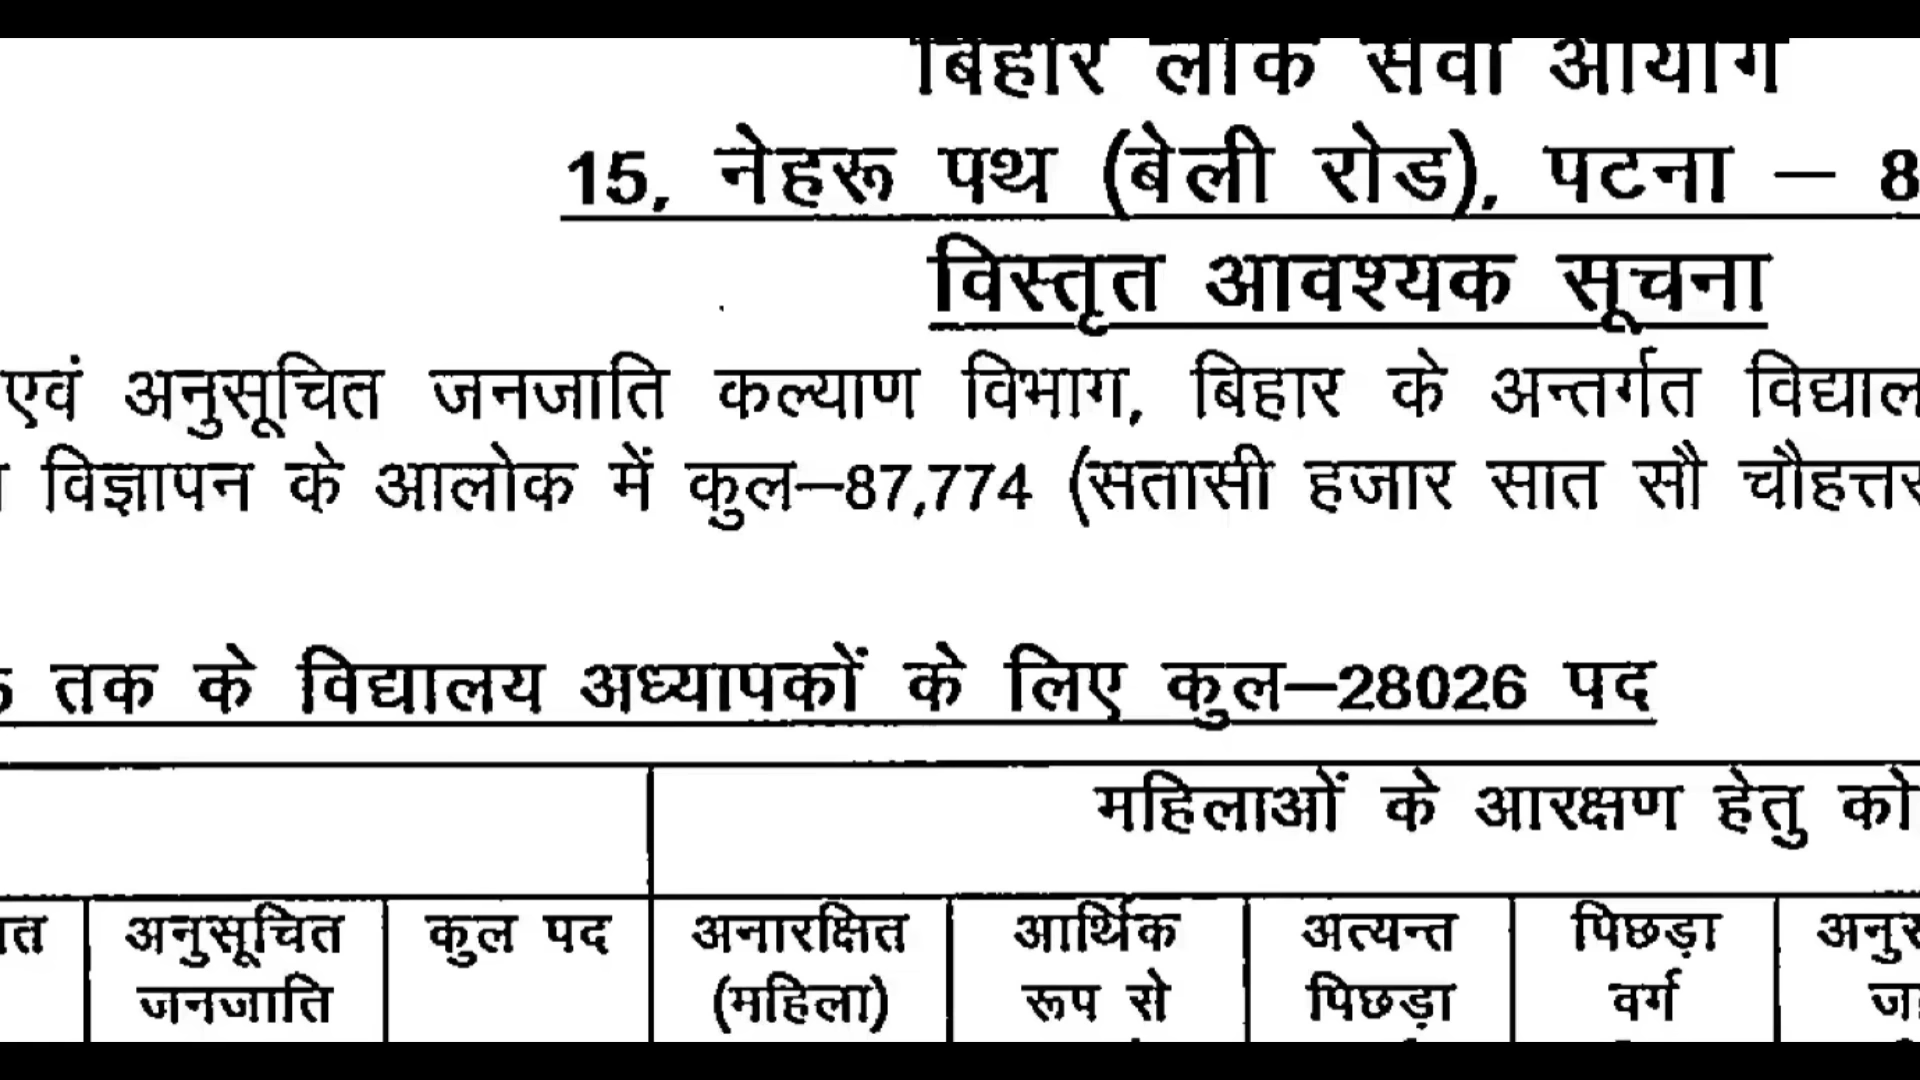 बिहार लोक सेवा आयोग
15, नेहरू पथ (बेली रोड), पटना – 8
विस्तृत आवश्यक सूचना
एवं अनुसूचित जनजाति कल्याण विभाग, बिहार के अन्तर्गत
विज्ञापन के आलोक में कुल–87,774 (सतासी हजार सात सौ
तक के विद्यालय अध्यापकों के लिए कुल–28026 पद
महिलाओं के आरक्षण हेतु
अनुसूचित जनजाति
कुल पद
अनारक्षित (महिला)
आर्थिक रूप से
अत्यन्त पिछड़ा
पिछड़ा वर्ग